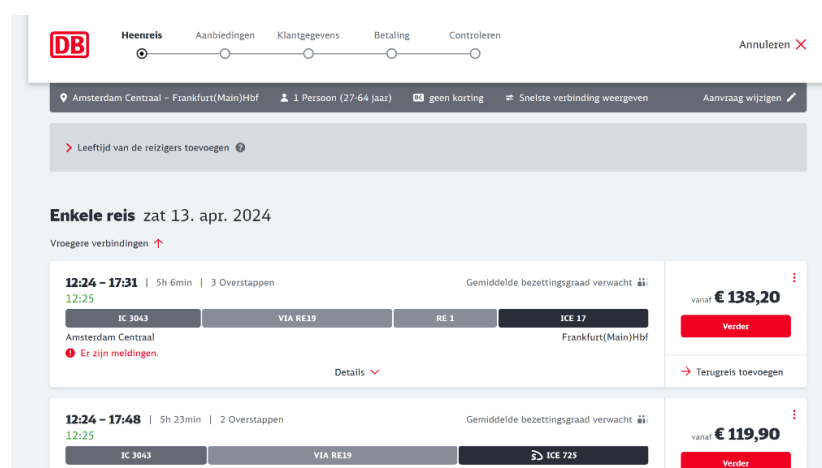 DB
Heenreis Aanbiedingen Klantgegevens Betaling Controleren
Annuleren
Amsterdam Centraal – Frankfurt(Main)Hbf 1 Persoon (27-64 jaar) BC geen korting Snelste verbinding weergeven Aanvraag wijzigen
Leeftijd van de reizigers toevoegen ?
Enkele reis zat 13. apr. 2024
Vroegere verbindingen
12:24 – 17:31 | 5h 6min | 3 Overstappen Gemiddelde bezettingsgraad verwacht
12:25
vanaf € 138,20
IC 3043 VIA RE19 RE 1 ICE 17
Verder
Amsterdam Centraal Frankfurt(Main)Hbf
Er zijn meldingen.
Details
Terugreis toevoegen
12:24 – 17:48 | 5h 23min | 2 Overstappen Gemiddelde bezettingsgraad verwacht
12:25
vanaf € 119,90
IC 3043 VIA RE19 ICE 725
Verder